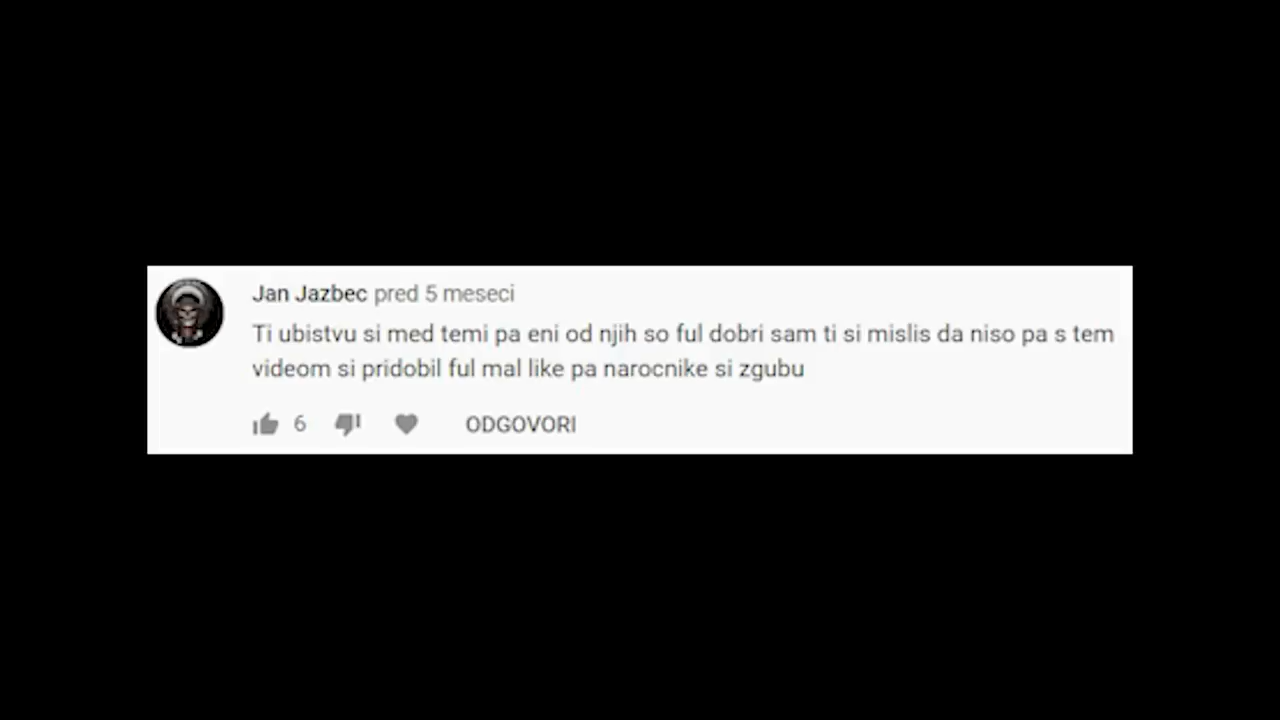 Jan Jazbec pred 5 meseci
Ti ubistvu si med temi pa eni od njih so ful dobri sam ti si mislis da niso pa s tem
videom si pridobil ful mal like pa narocnike si zgubu
6 ODGOVORI